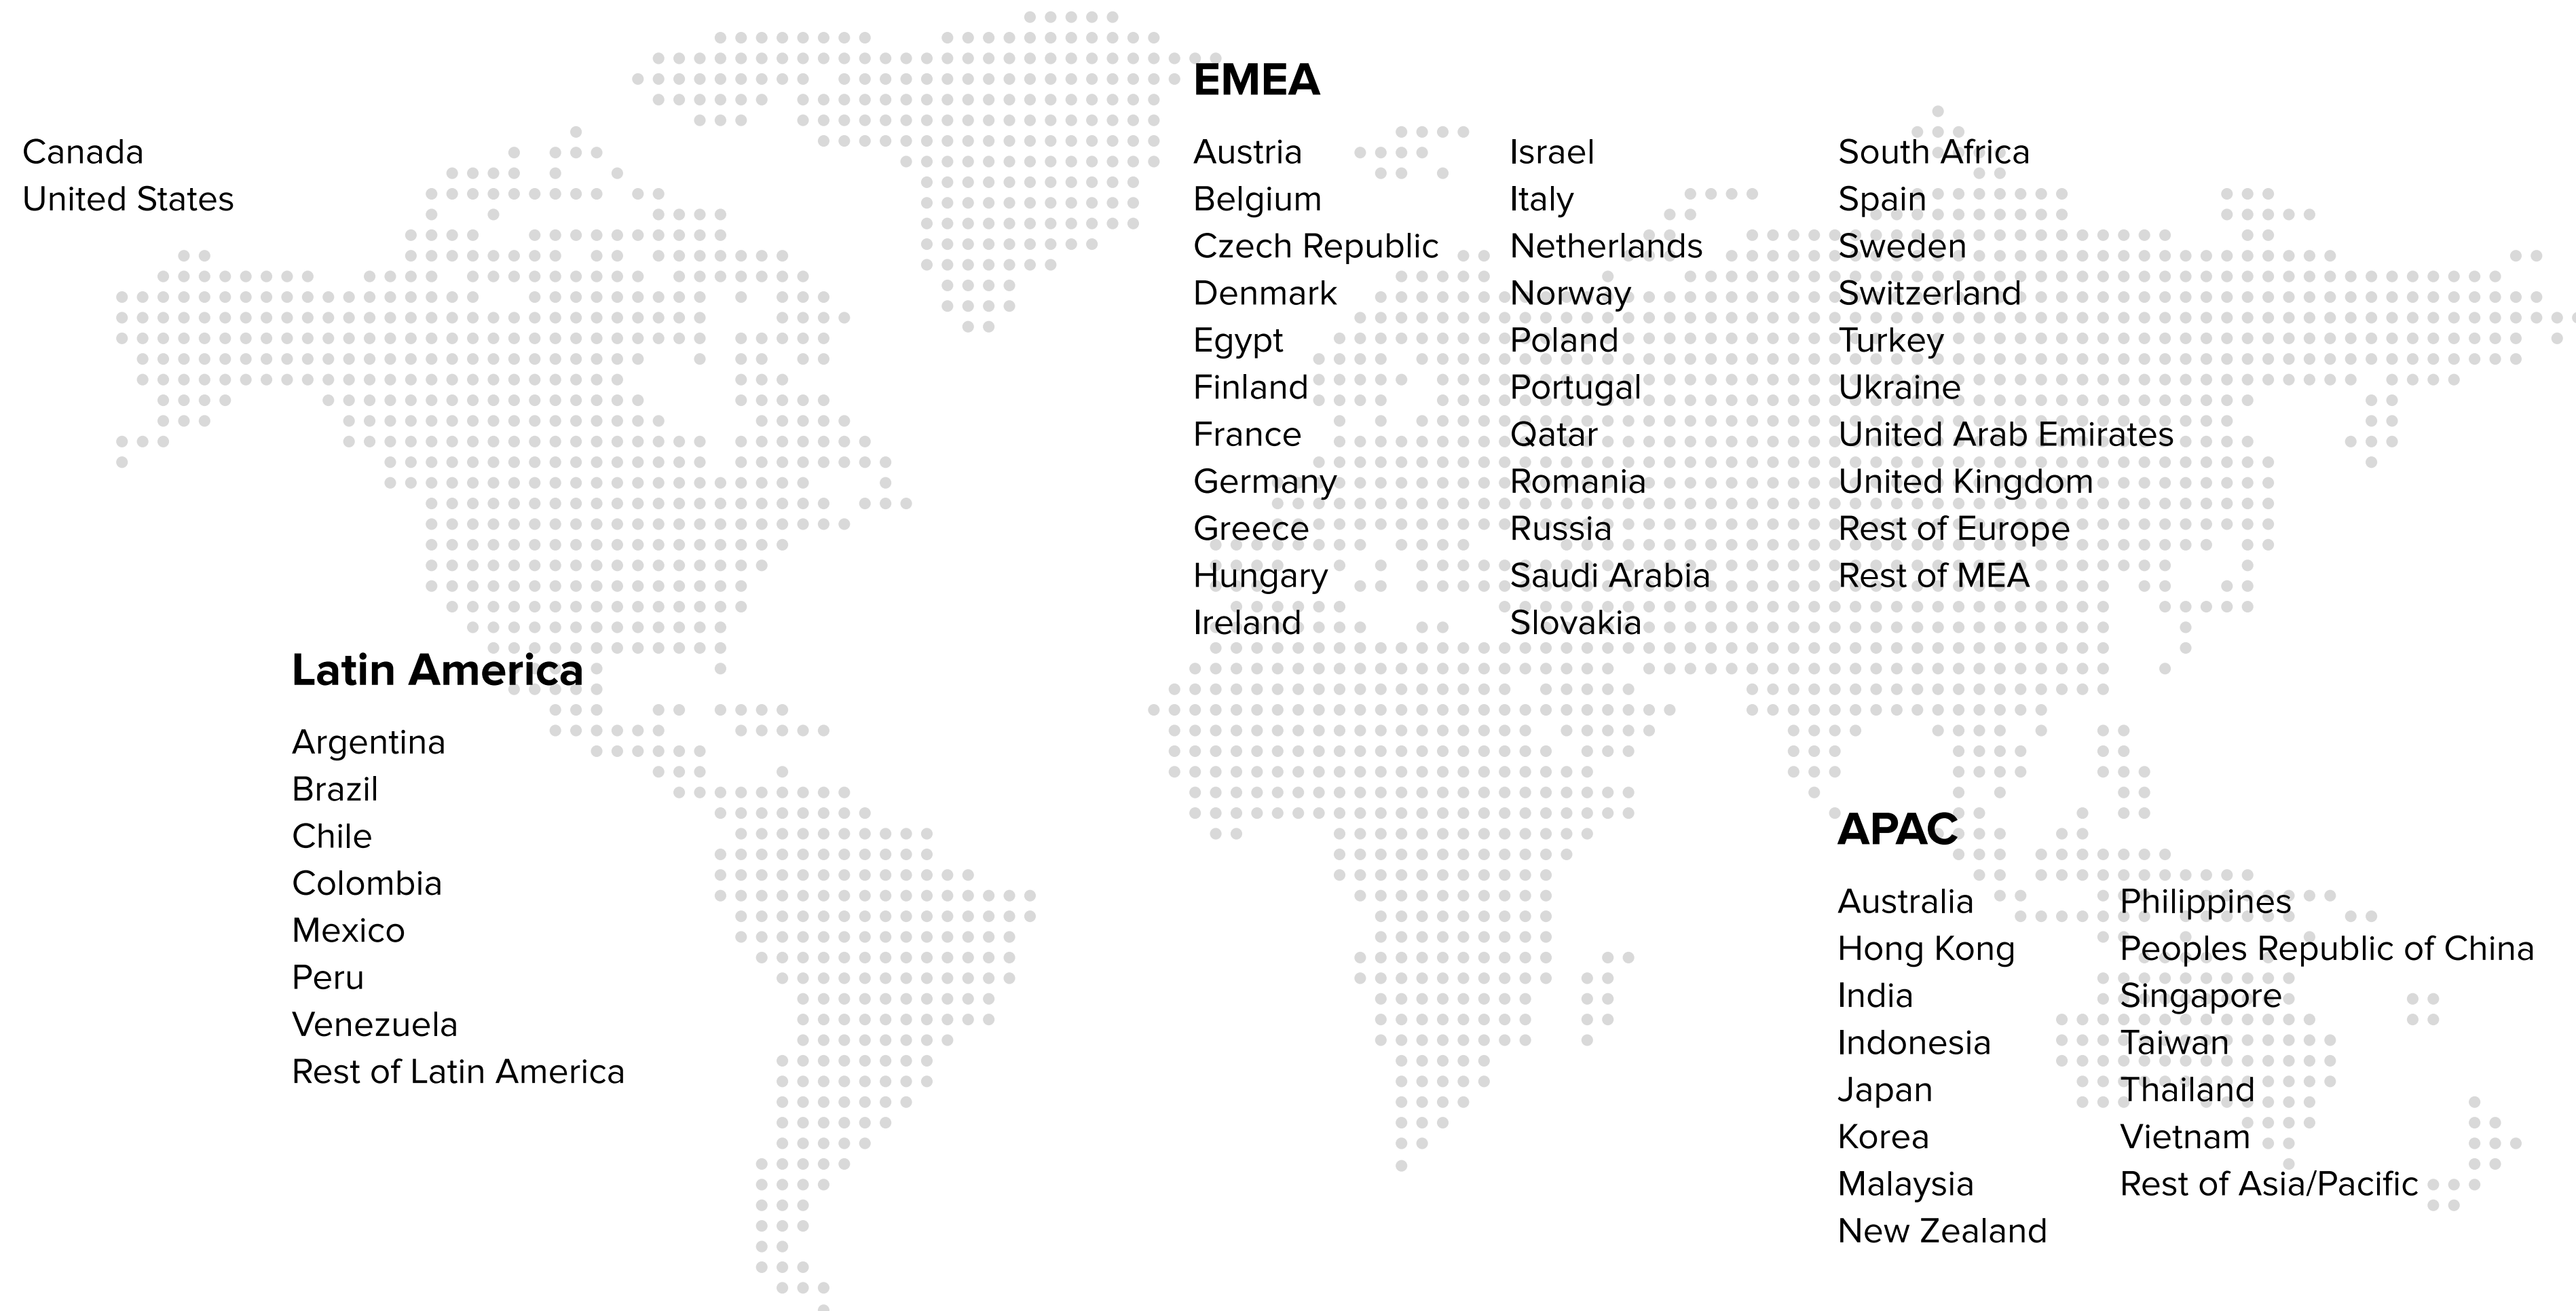 Canada
United States
EMEA
Austria
Belgium
Czech Republic
Denmark
Egypt
Finland
France
Germany
Greece
Hungary
Ireland
Israel
Italy
Netherlands
Norway
Poland
Portugal
Qatar
Romania
Russia
Saudi Arabia
Slovakia
South Africa
Spain
Sweden
Switzerland
Turkey
Ukraine
United Arab Emirates
United Kingdom
Rest of Europe
Rest of MEA
Latin America
Argentina
Brazil
Chile
Colombia
Mexico
Peru
Venezuela
Rest of Latin America
APAC
Australia
Hong Kong
India
Indonesia
Japan
Korea
Malaysia
New Zealand
Philippines
Peoples Republic of China
Singapore
Taiwan
Thailand
Vietnam
Rest of Asia/Pacific